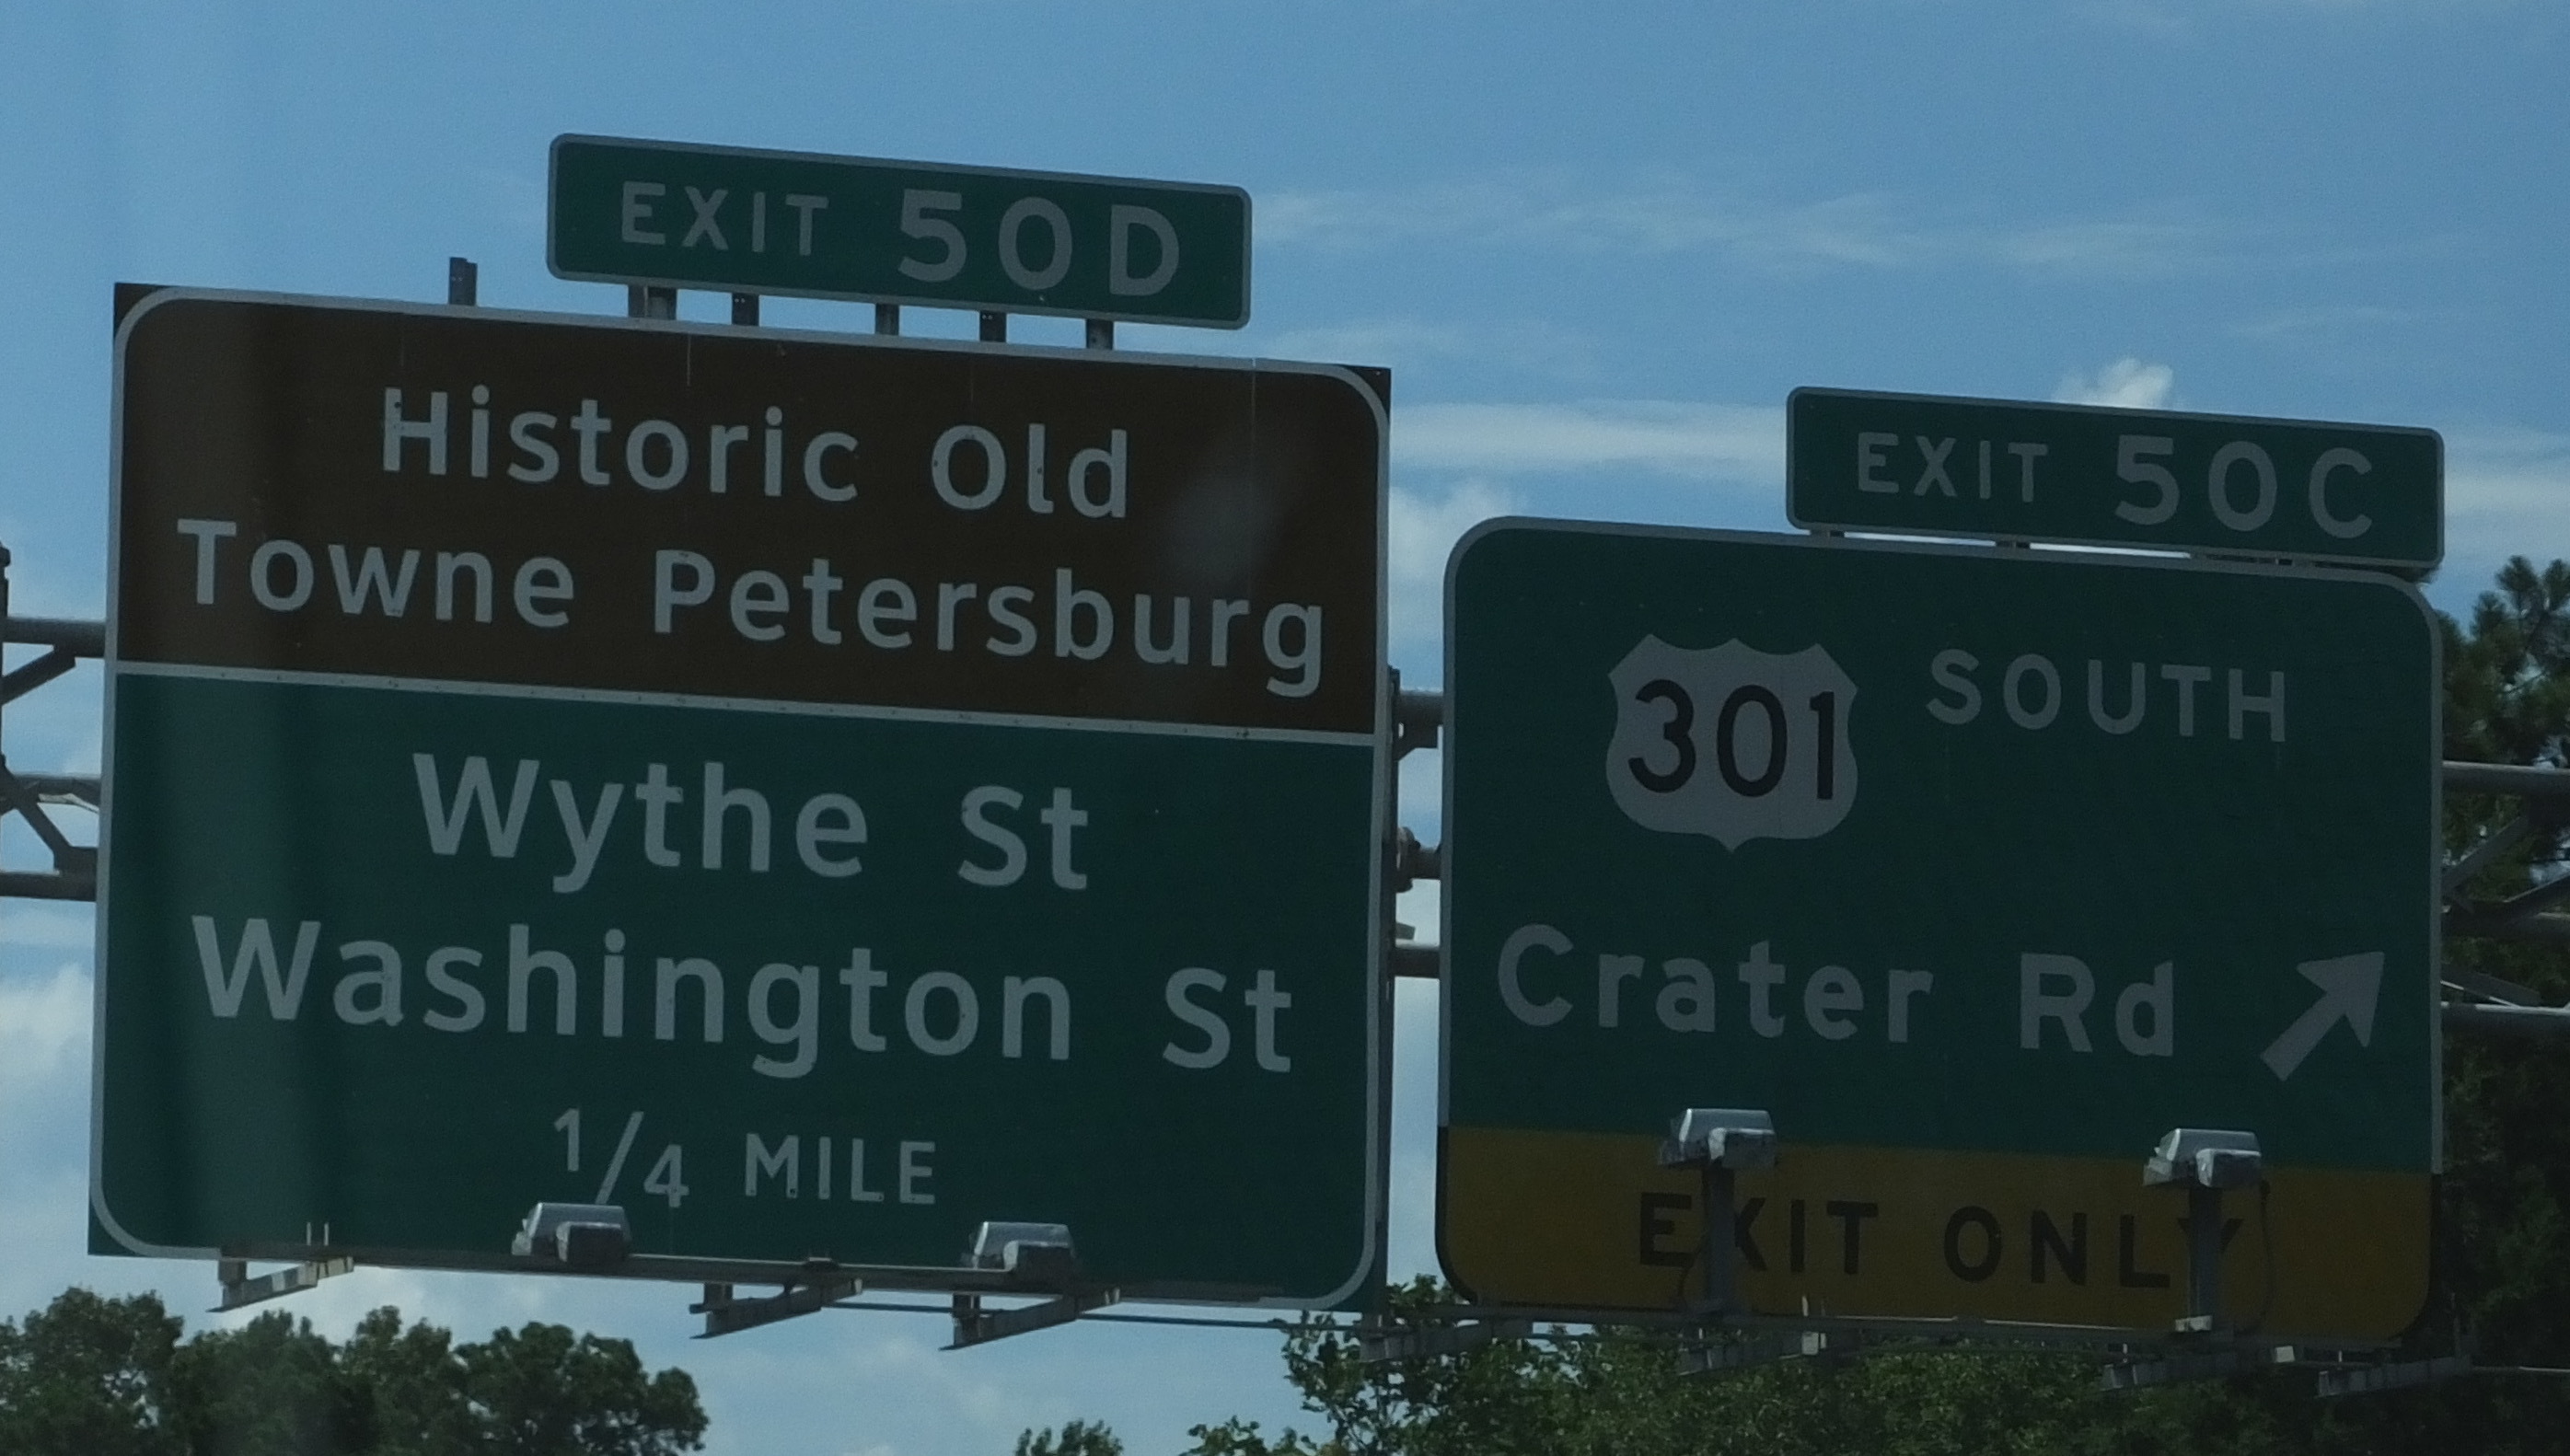 EXIT 50D
Historic Old
Towne Petersburg
Wythe St
Washington St
1/4 MILE
EXIT 50C
301 SOUTH
Crater Rd
EXIT ONLY